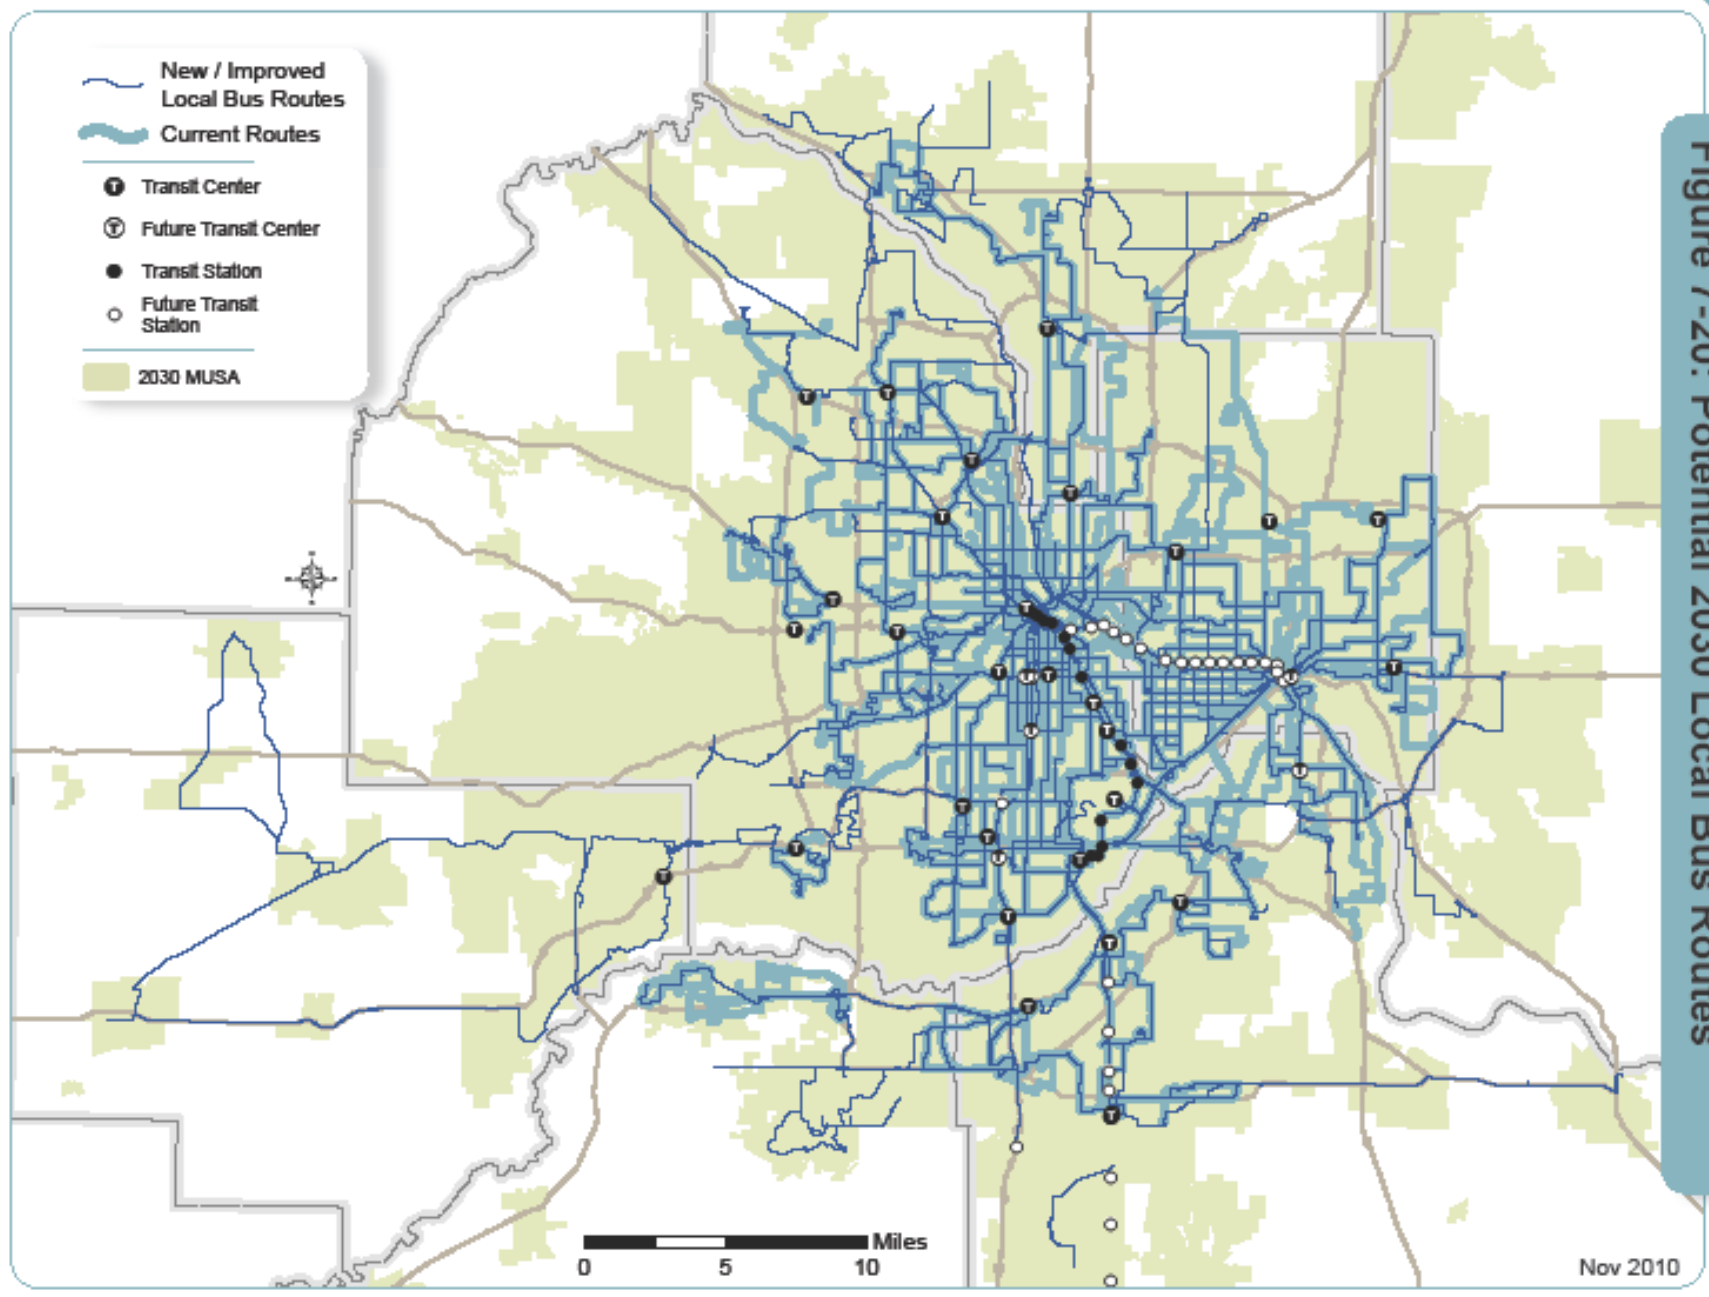 New / Improved
Local Bus Routes
Current Routes
T Transit Center
T Future Transit Center
Transit Station
Future Transit
Station
2030 MUSA
Figure 7-20: Potential 2030 Local Bus Routes
Miles
0 5 10
Nov 2010